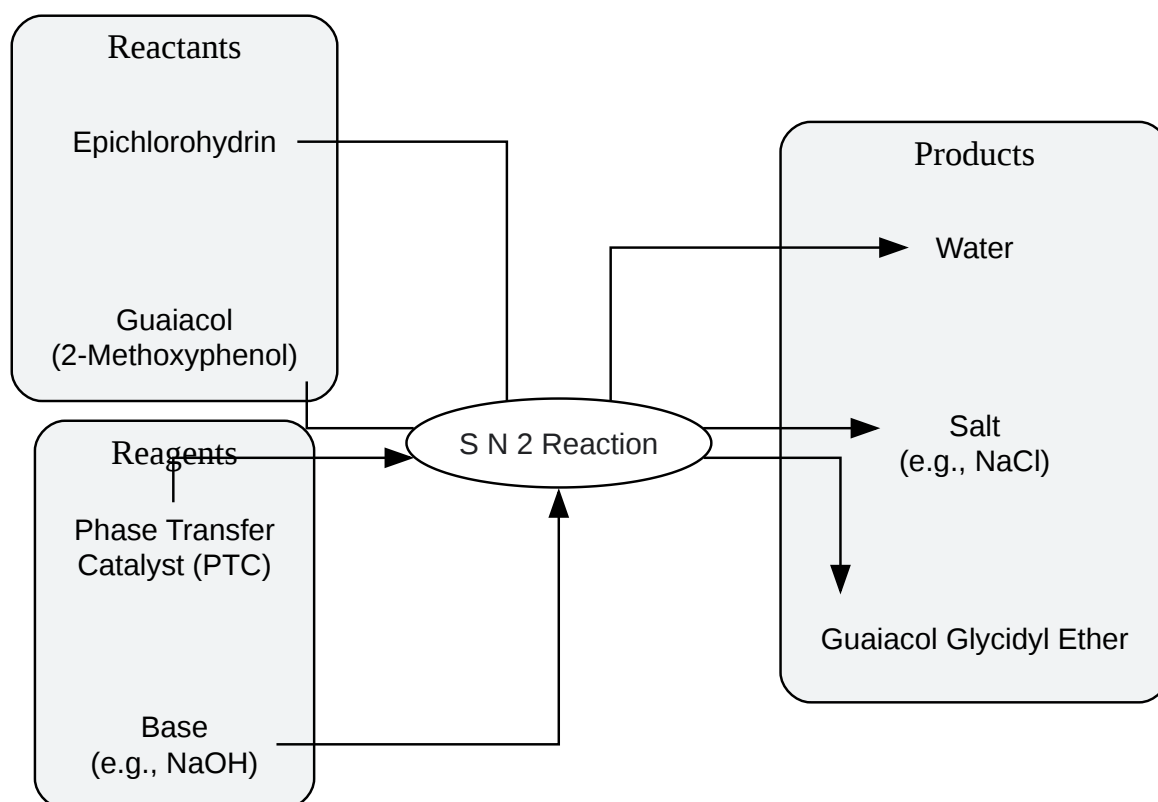 Reactants
Epichlorohydrin
Guaiacol
(2-Methoxyphenol)
Reagents
Phase Transfer
Catalyst (PTC)
Base
(e.g., NaOH)
S N 2 Reaction
Products
Water
Salt
(e.g., NaCl)
Guaiacol Glycidyl Ether